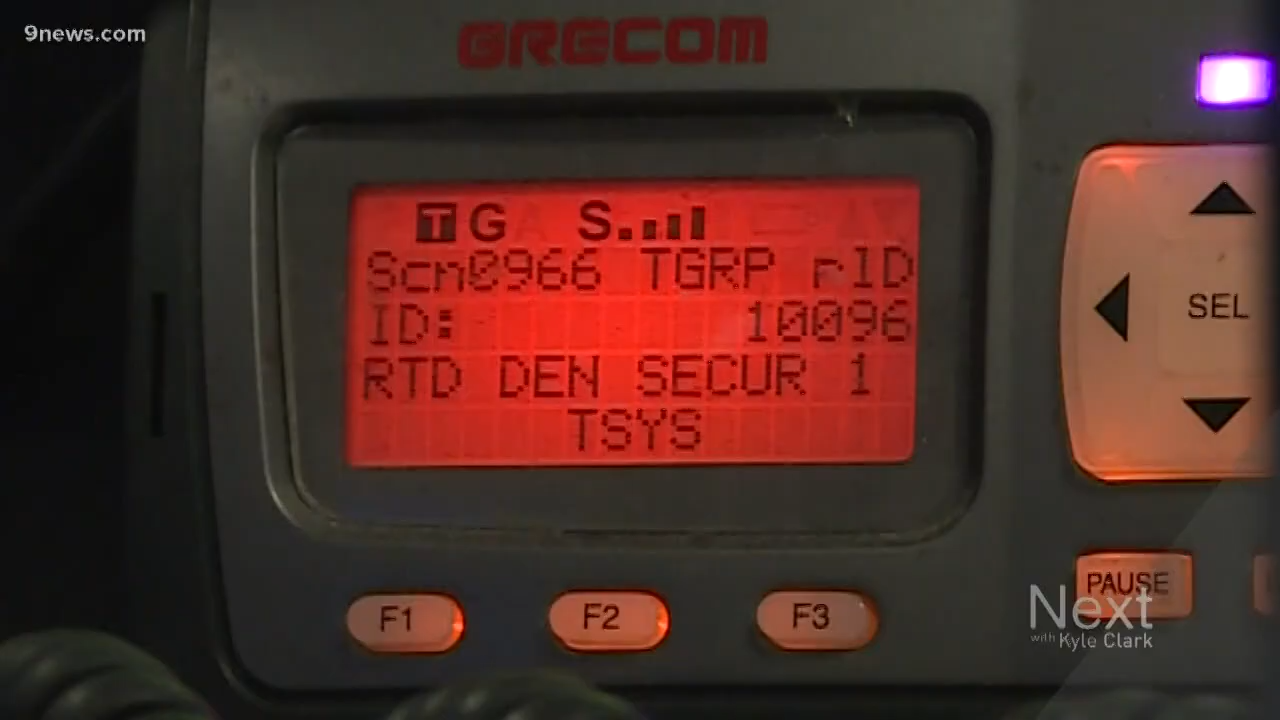 9news.com
GRECOM
T G S
Scn0966 TGRP rID
ID: 10096
RTD DEN SECUR 1
TSYS
SEL
PAUSE
F1 F2 F3
Next
with Kyle Clark